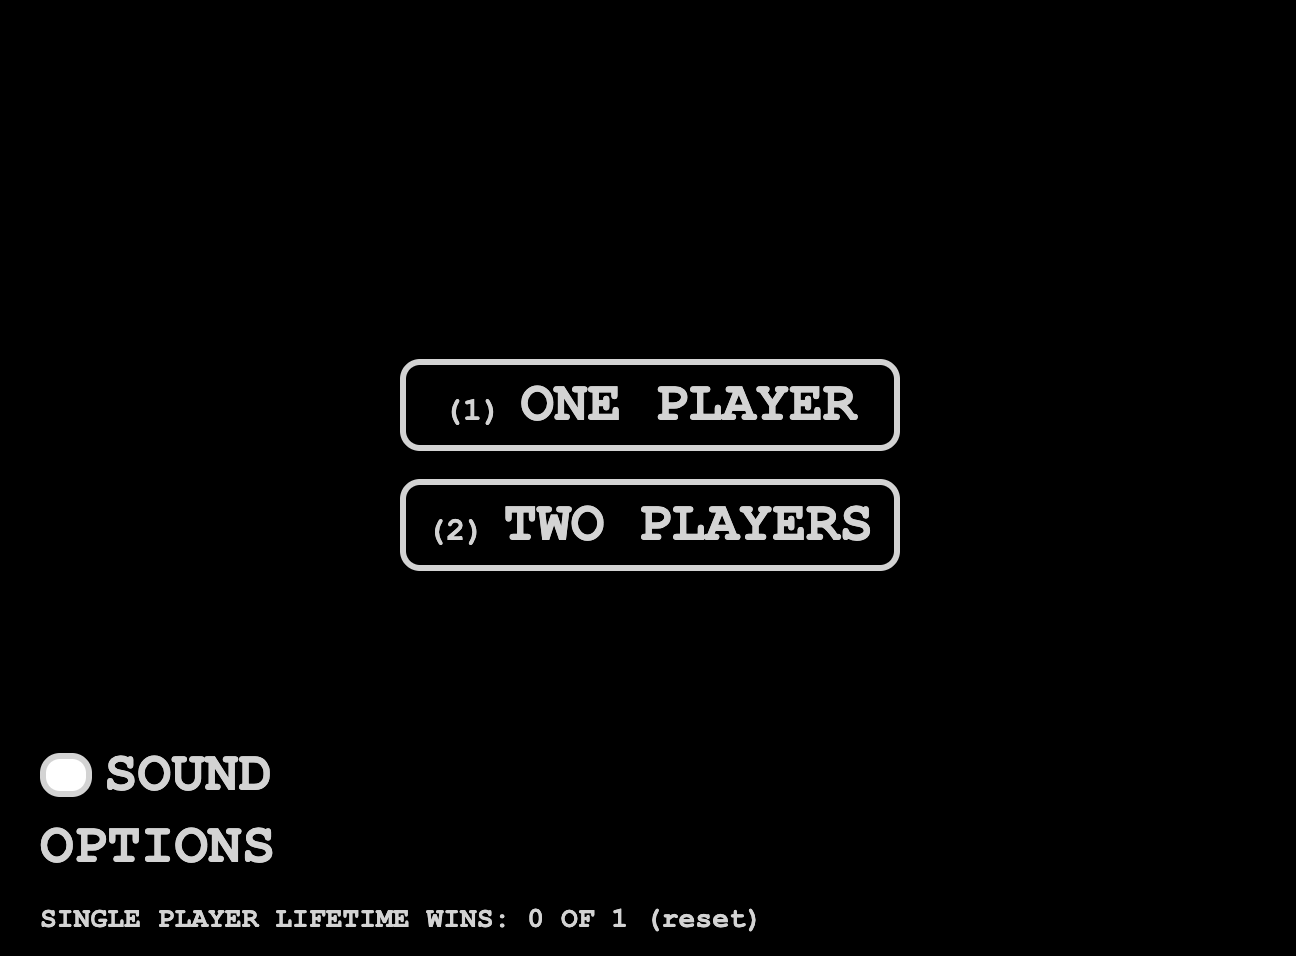 (1) ONE PLAYER
(2) TWO PLAYERS
SOUND
OPTIONS
SINGLE PLAYER LIFETIME WINS: 0 OF 1 (reset)